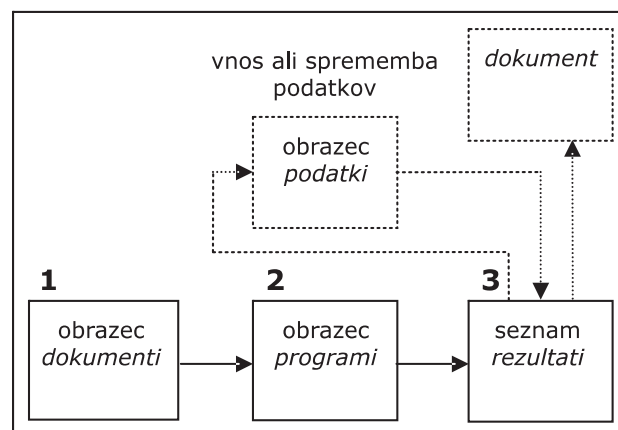 vnos ali sprememba
podatkov
dokument
obrazec
podatki
1
2
3
obrazec
dokumenti
obrazec
programi
seznam
rezultati